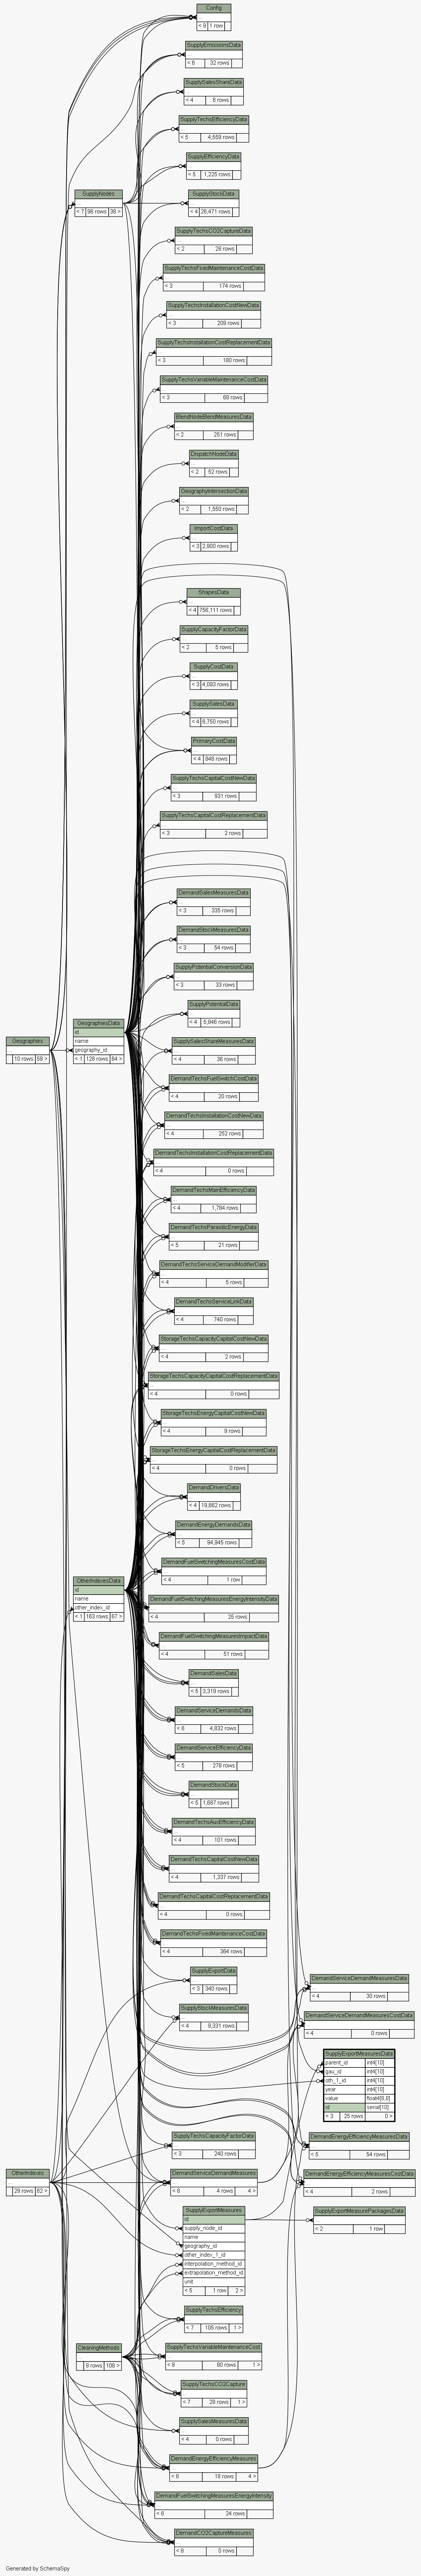 Config
...
< 9 1 row
SupplyEmissionsData
...
< 6 32 rows
SupplySalesShareData
...
< 4 8 rows
SupplyTechsEfficiencyData
...
< 5 4,559 rows
SupplyEfficiencyData
...
< 5 1,225 rows
SupplyNodes
...
< 7 96 rows 38 >
SupplyStockData
...
< 4 26,471 rows
SupplyTechsCO2CaptureData
...
< 2 28 rows
SupplyTechsFixedMaintenanceCostData
...
< 3 174 rows
SupplyTechsInstallationCostNewData
...
< 3 209 rows
SupplyTechsInstallationCostReplacementData
...
< 3 180 rows
SupplyTechsVariableMaintenanceCostData
...
< 3 68 rows
BlendNodeBlendMeasuresData
...
< 2 251 rows
DispatchNodeData
...
< 2 52 rows
GeographyIntersectionData
...
< 2 1,550 rows
ImportCostData
...
< 3 2,800 rows
ShapesData
...
< 4 756,111 rows
SupplyCapacityFactorData
...
< 2 5 rows
SupplyCostData
...
< 3 4,093 rows
SupplySalesData
...
< 4 8,750 rows
PrimaryCostData
...
< 4 848 rows
SupplyTechsCapitalCostNewData
...
< 3 931 rows
SupplyTechsCapitalCostReplacementData
...
< 3 2 rows
DemandSalesMeasuresData
...
< 3 335 rows
DemandStockMeasuresData
...
< 3 54 rows
SupplyPotentialConversionData
...
< 3 33 rows
SupplyPotentialData
...
< 4 5,946 rows
GeographiesData
id
name
geography_id
< 1 128 rows 64 >
Geographies
...
10 rows 59 >
SupplySalesShareMeasuresData
...
< 4 36 rows
DemandTechsFuelSwitchCostData
...
< 4 20 rows
DemandTechsInstallationCostNewData
...
< 4 252 rows
DemandTechsInstallationCostReplacementData
...
< 4 0 rows
DemandTechsMainEfficiencyData
...
< 4 1,784 rows
DemandTechsParasiticEnergyData
...
< 5 21 rows
DemandTechsServiceDemandModifierData
...
< 4 5 rows
DemandTechsServiceLinkData
...
< 4 740 rows
StorageTechsCapacityCapitalCostNewData
...
< 4 2 rows
StorageTechsCapacityCapitalCostReplacementData
...
< 4 0 rows
StorageTechsEnergyCapitalCostNewData
...
< 4 9 rows
StorageTechsEnergyCapitalCostReplacementData
...
< 4 0 rows
DemandDriversData
...
< 4 19,662 rows
DemandEnergyDemandsData
...
< 5 94,845 rows
OtherIndexesData
id
name
other_index_id
< 1 163 rows 67 >
DemandFuelSwitchingMeasuresCostData
...
< 4 1 row
DemandFuelSwitchingMeasuresEnergyIntensityData
...
< 4 25 rows
DemandFuelSwitchingMeasuresImpactData
...
< 4 51 rows
DemandSalesData
...
< 5 3,319 rows
DemandServiceDemandsData
...
< 6 4,832 rows
DemandServiceEfficiencyData
...
< 5 278 rows
DemandStockData
...
< 5 1,887 rows
DemandTechsAuxEfficiencyData
...
< 4 101 rows
DemandTechsCapitalCostNewData
...
< 4 1,337 rows
DemandTechsCapitalCostReplacementData
...
< 4 0 rows
DemandTechsFixedMaintenanceCostData
...
< 4 364 rows
SupplyExportData
...
< 3 340 rows
DemandServiceDemandMeasuresData
...
< 4 30 rows
SupplyStockMeasuresData
...
< 4 9,331 rows
DemandServiceDemandMeasuresCostData
...
< 4 0 rows
SupplyExportMeasuresData
parent_id int4[10]
gau_id int4[10]
oth_1_id int4[10]
year int4[10]
value float4[8,8]
id serial[10]
< 3 25 rows 0 >
SupplyTechsCapacityFactorData
...
< 3 240 rows
DemandEnergyEfficiencyMeasuresData
...
< 5 54 rows
OtherIndexes
...
29 rows 62 >
DemandServiceDemandMeasures
...
< 8 4 rows 4 >
DemandEnergyEfficiencyMeasuresCostData
...
< 4 2 rows
SupplyExportMeasures
id
supply_node_id
name
geography_id
other_index_1_id
interpolation_method_id
extrapolation_method_id
unit
< 5 1 row 2 >
SupplyExportMeasurePackagesData
...
< 2 1 row
SupplyTechsEfficiency
...
< 7 105 rows 1 >
CleaningMethods
...
9 rows 108 >
SupplyTechsVariableMaintenanceCost
...
< 9 80 rows 1 >
SupplyTechsCO2Capture
...
< 7 28 rows 1 >
SupplySalesMeasuresData
...
< 4 0 rows
DemandEnergyEfficiencyMeasures
...
< 8 18 rows 4 >
DemandFuelSwitchingMeasuresEnergyIntensity
...
< 6 24 rows
DemandCO2CaptureMeasures
...
< 8 0 rows
Generated by SchemaSpy